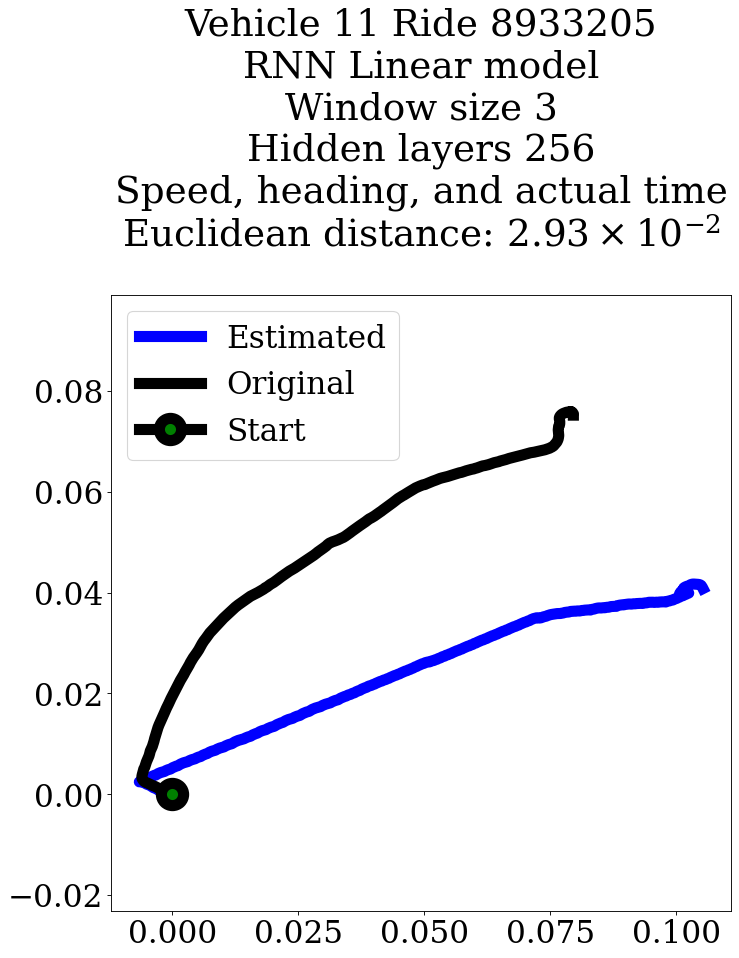 Vehicle 11 Ride 8933205
RNN Linear model
Window size 3
Hidden layers 256
Speed, heading, and actual time
Euclidean distance: 2.93 × 10⁻²
Estimated
Original
Start
0.08
0.06
0.04
0.02
0.00
−0.02
0.000 0.025 0.050 0.075 0.100